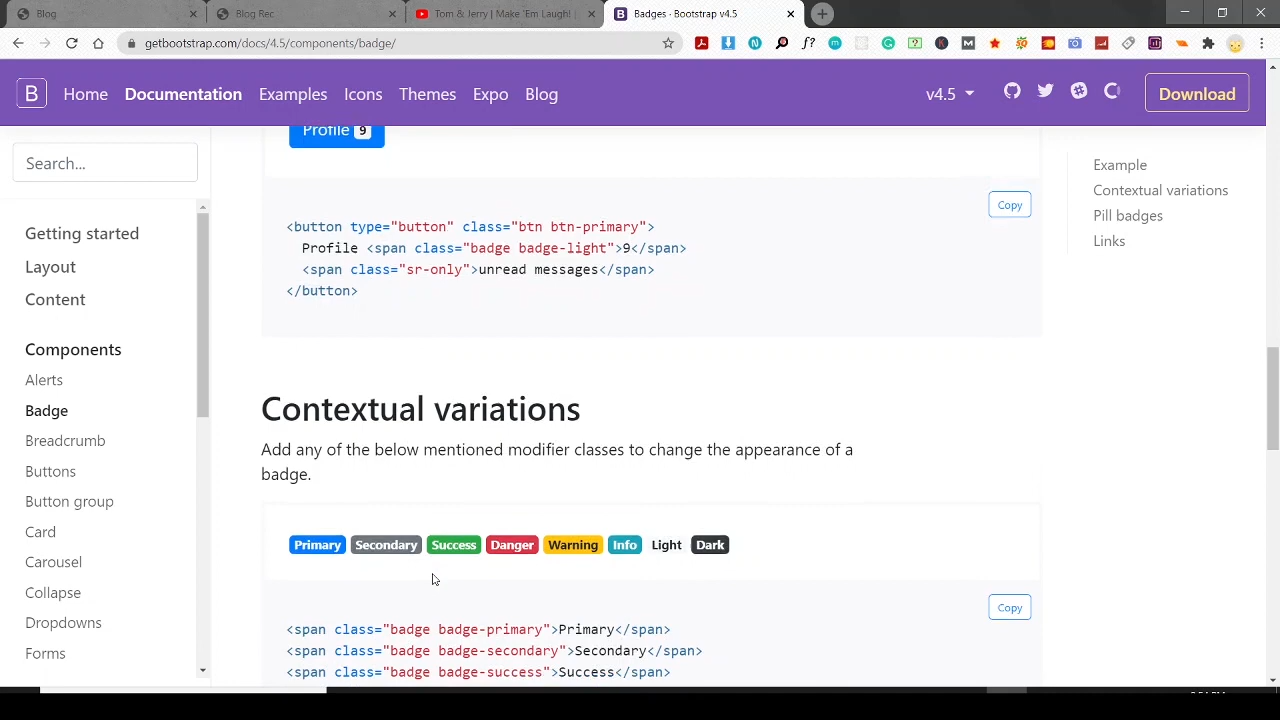 Blog
Blog Rec
Tom & Jerry | Make 'Em Laugh! |
Badges · Bootstrap v4.5
getbootstrap.com/docs/4.5/components/badge/
B Home Documentation Examples Icons Themes Expo Blog v4.5 Download
Search...
Getting started
Layout
Content
Components
Alerts
Badge
Breadcrumb
Buttons
Button group
Card
Carousel
Collapse
Dropdowns
Forms
Profile 9
Copy
<button type="button" class="btn btn-primary">
Profile <span class="badge badge-light">9</span>
<span class="sr-only">unread messages</span>
</button>
Contextual variations
Add any of the below mentioned modifier classes to change the appearance of a
badge.
Primary Secondary Success Danger Warning Info Light Dark
Copy
<span class="badge badge-primary">Primary</span>
<span class="badge badge-secondary">Secondary</span>
<span class="badge badge-success">Success</span>
Example
Contextual variations
Pill badges
Links